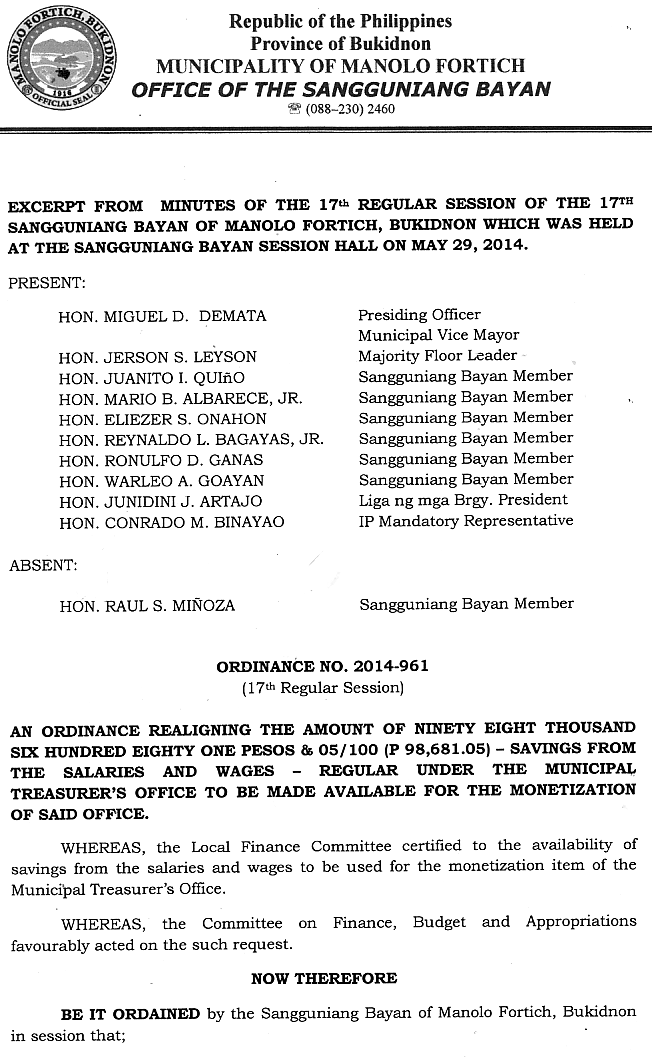 MANOLO FORTICH, BUKIDNON
1916
OFFICIAL SEAL
Republic of the Philippines
Province of Bukidnon
MUNICIPALITY OF MANOLO FORTICH
OFFICE OF THE SANGGUNIANG BAYAN
☏ (088–230) 2460
EXCERPT FROM MINUTES OF THE 17th REGULAR SESSION OF THE 17TH
SANGGUNIANG BAYAN OF MANOLO FORTICH, BUKIDNON WHICH WAS HELD
AT THE SANGGUNIANG BAYAN SESSION HALL ON MAY 29, 2014.
PRESENT:
HON. MIGUEL D. DEMATA Presiding Officer
Municipal Vice Mayor
HON. JERSON S. LEYSON Majority Floor Leader
HON. JUANITO I. QUIñO Sangguniang Bayan Member
HON. MARIO B. ALBARECE, JR. Sangguniang Bayan Member
HON. ELIEZER S. ONAHON Sangguniang Bayan Member
HON. REYNALDO L. BAGAYAS, JR. Sangguniang Bayan Member
HON. RONULFO D. GANAS Sangguniang Bayan Member
HON. WARLEO A. GOAYAN Sangguniang Bayan Member
HON. JUNIDINI J. ARTAJO Liga ng mga Brgy. President
HON. CONRADO M. BINAYAO IP Mandatory Representative
ABSENT:
HON. RAUL S. MIÑOZA Sangguniang Bayan Member
ORDINANCE NO. 2014-961
(17th Regular Session)
AN ORDINANCE REALIGNING THE AMOUNT OF NINETY EIGHT THOUSAND
SIX HUNDRED EIGHTY ONE PESOS & 05/100 (P 98,681.05) – SAVINGS FROM
THE SALARIES AND WAGES – REGULAR UNDER THE MUNICIPAL
TREASURER'S OFFICE TO BE MADE AVAILABLE FOR THE MONETIZATION
OF SAID OFFICE.
WHEREAS, the Local Finance Committee certified to the availability of
savings from the salaries and wages to be used for the monetization item of the
Municipal Treasurer's Office.
WHEREAS, the Committee on Finance, Budget and Appropriations
favourably acted on the such request.
NOW THEREFORE
BE IT ORDAINED by the Sangguniang Bayan of Manolo Fortich, Bukidnon
in session that;